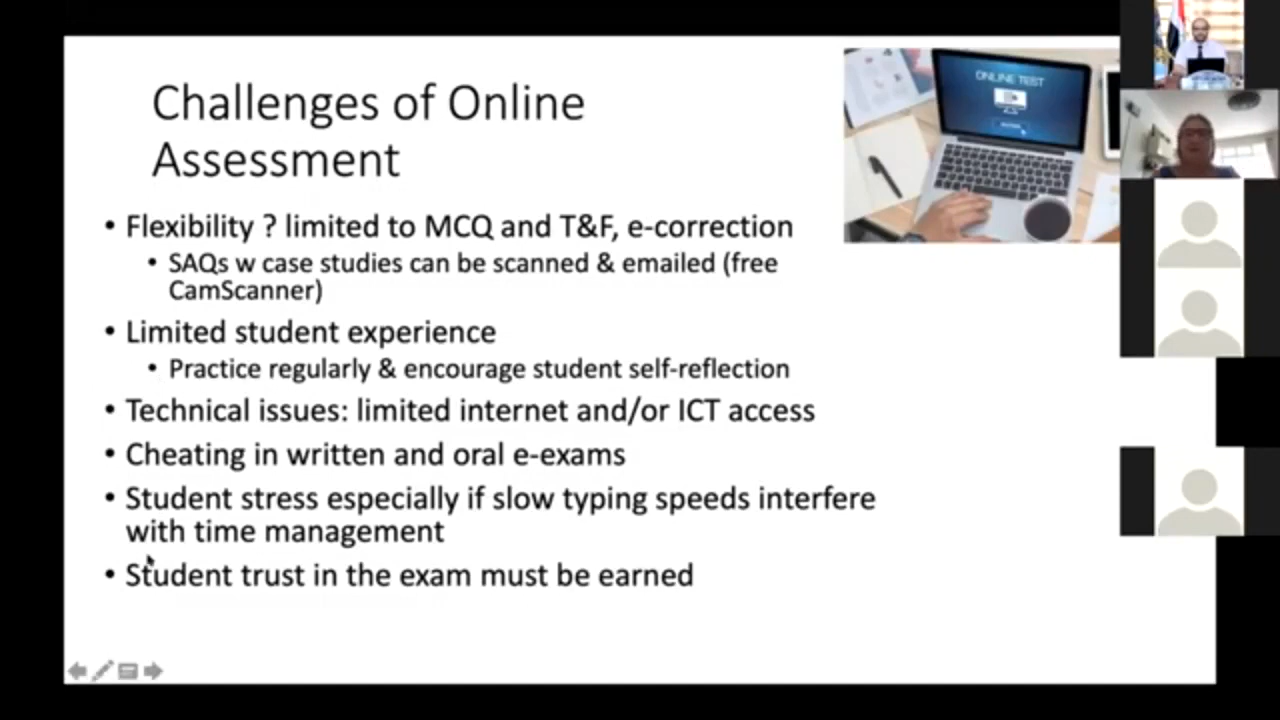 Challenges of Online
Assessment
ONLINE TEST
• Flexibility ? limited to MCQ and T&F, e-correction
• SAQs w case studies can be scanned & emailed (free
CamScanner)
• Limited student experience
• Practice regularly & encourage student self-reflection
• Technical issues: limited internet and/or ICT access
• Cheating in written and oral e-exams
• Student stress especially if slow typing speeds interfere
with time management
• Student trust in the exam must be earned